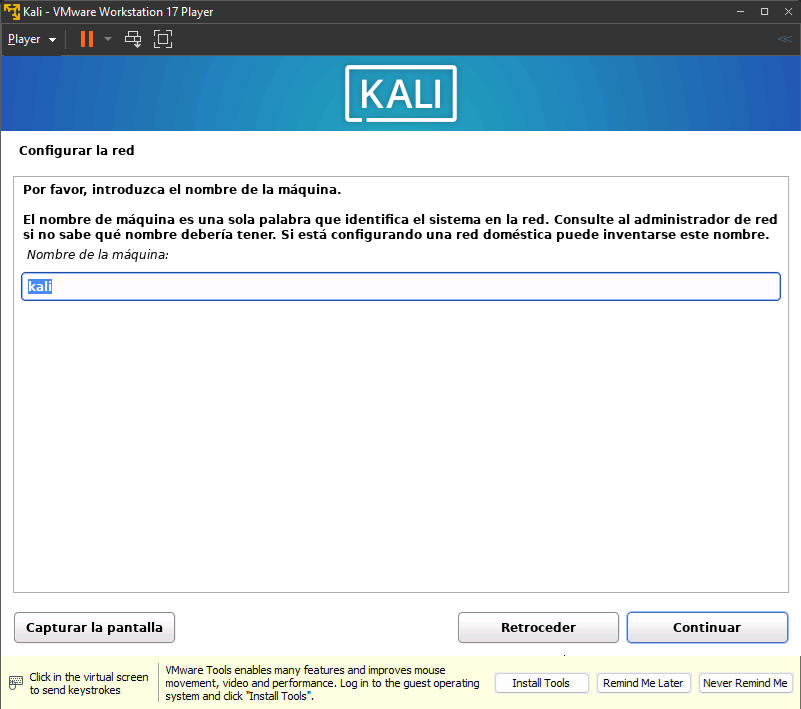 Kali - VMware Workstation 17 Player
Player
KALI
Configurar la red
Por favor, introduzca el nombre de la máquina.
El nombre de máquina es una sola palabra que identifica el sistema en la red. Consulte al administrador de red
si no sabe qué nombre debería tener. Si está configurando una red doméstica puede inventarse este nombre.
Nombre de la máquina:
kali
Capturar la pantalla
Retroceder
Continuar
Click in the virtual screen
to send keystrokes
VMware Tools enables many features and improves mouse
movement, video and performance. Log in to the guest operating
system and click "Install Tools".
Install Tools
Remind Me Later
Never Remind Me